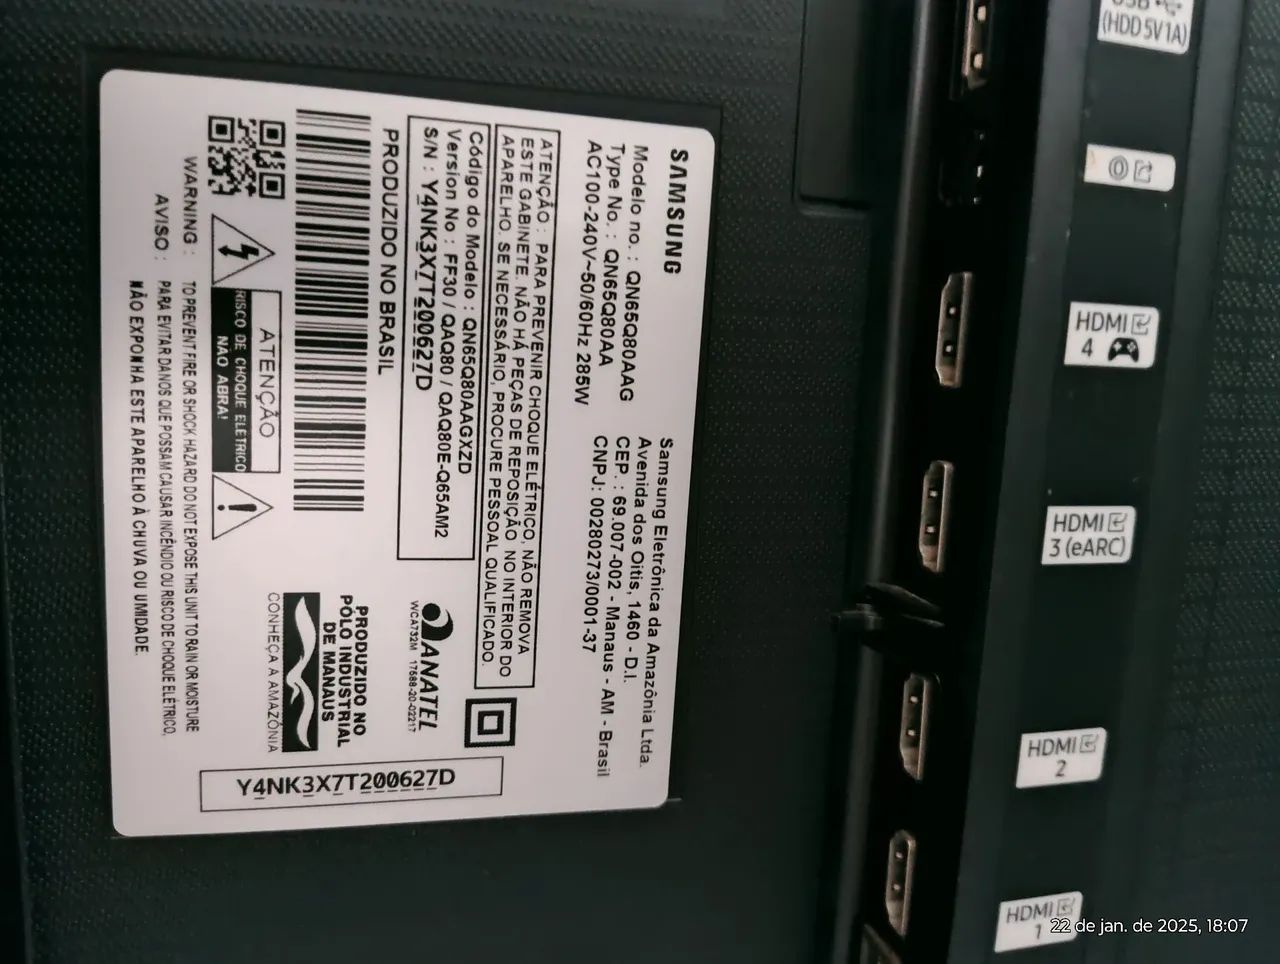 SAMSUNG
Modelo no. : QN65Q80AAG
Type No. : QN65Q80AA
AC100-240V~50/60Hz 285W
Samsung Eletrônica da Amazônia Ltda.
Avenida dos Oitis, 1460 - D.I.
CEP. : 69.007-002 - Manaus - AM - Brasil
CNPJ: 00280273/0001-37
ATENÇÃO : PARA PREVENIR CHOQUE ELÉTRICO, NÃO REMOVA
ESTE GABINETE. NÃO HÁ PEÇAS DE REPOSIÇÃO NO INTERIOR DO
APARELHO. SE NECESSÁRIO, PROCURE PESSOAL QUALIFICADO.
Código do Modelo : QN65Q80AAGXZD
Version No : FF30 / QAQ80 / QAQ80E-Q65AM2
S/N : Y4NK3X7T200627D
PRODUZIDO NO BRASIL
ANATEL
WCA732M 17588-20-02217
PRODUZIDO NO
PÓLO INDUSTRIAL
DE MANAUS
CONHEÇA A AMAZÔNIA
ATENÇÃO
RISCO DE CHOQUE ELÉTRICO
NÃO ABRA!
WARNING : TO PREVENT FIRE OR SHOCK HAZARD DO NOT EXPOSE THIS UNIT TO RAIN OR MOISTURE
AVISO : PARA EVITAR DANOS QUE POSSAM CAUSAR INCÊNDIO OU RISCO DE CHOQUE ELÉTRICO,
NÃO EXPONHA ESTE APARELHO À CHUVA OU UMIDADE.
Y4NK3X7T200627D
USB
(HDD 5V 1A)
HDMI
4
HDMI
3 (eARC)
HDMI
2
HDMI
1
22 de jan. de 2025, 18:07